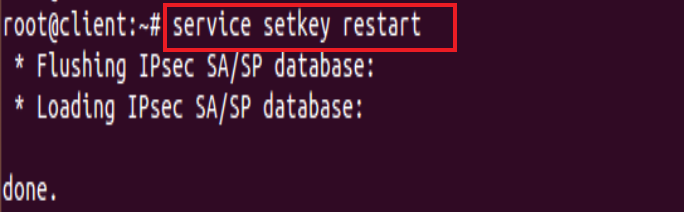 root@client:~# service setkey restart
* Flushing IPsec SA/SP database:
* Loading IPsec SA/SP database:
done.